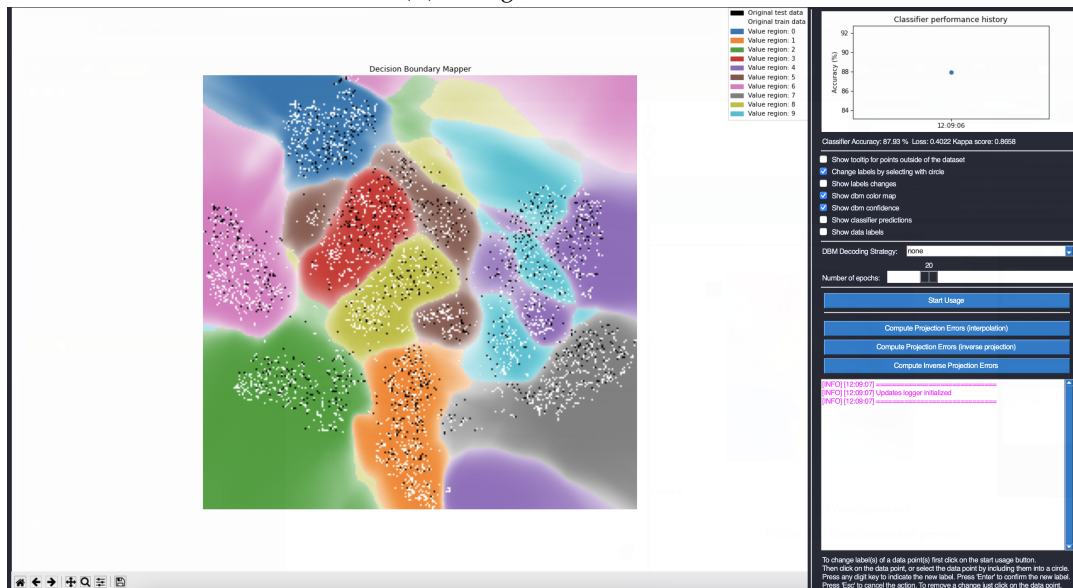 Original test data
Original train data
Value region: 0
Value region: 1
Value region: 2
Value region: 3
Value region: 4
Value region: 5
Value region: 6
Value region: 7
Value region: 8
Value region: 9
Decision Boundary Mapper
Classifier performance history
92
90
88
86
84
Accuracy (%)
12:09:06
Classifier Accuracy: 87.93 % Loss: 0.4022 Kappa score: 0.8658
Show tooltip for points outside of the dataset
Change labels by selecting with circle
Show labels changes
Show dbm color map
Show dbm confidence
Show classifier predictions
Show data labels
DBM Decoding Strategy: none
20
Number of epochs:
Start Usage
Compute Projection Errors (interpolation)
Compute Projection Errors (inverse projection)
Compute Inverse Projection Errors
[INFO] [12:09:07] ==============================
[INFO] [12:09:07] Updates logger initialized
[INFO] [12:09:07] ==============================
To change label(s) of a data point(s) first click on the start usage button.
Then click on the data point, or select the data point by including them into a circle.
Press any digit key to indicate the new label. Press 'Enter' to confirm the new label.
Press 'Esc' to cancel the action. To remove a change just click on the data point.